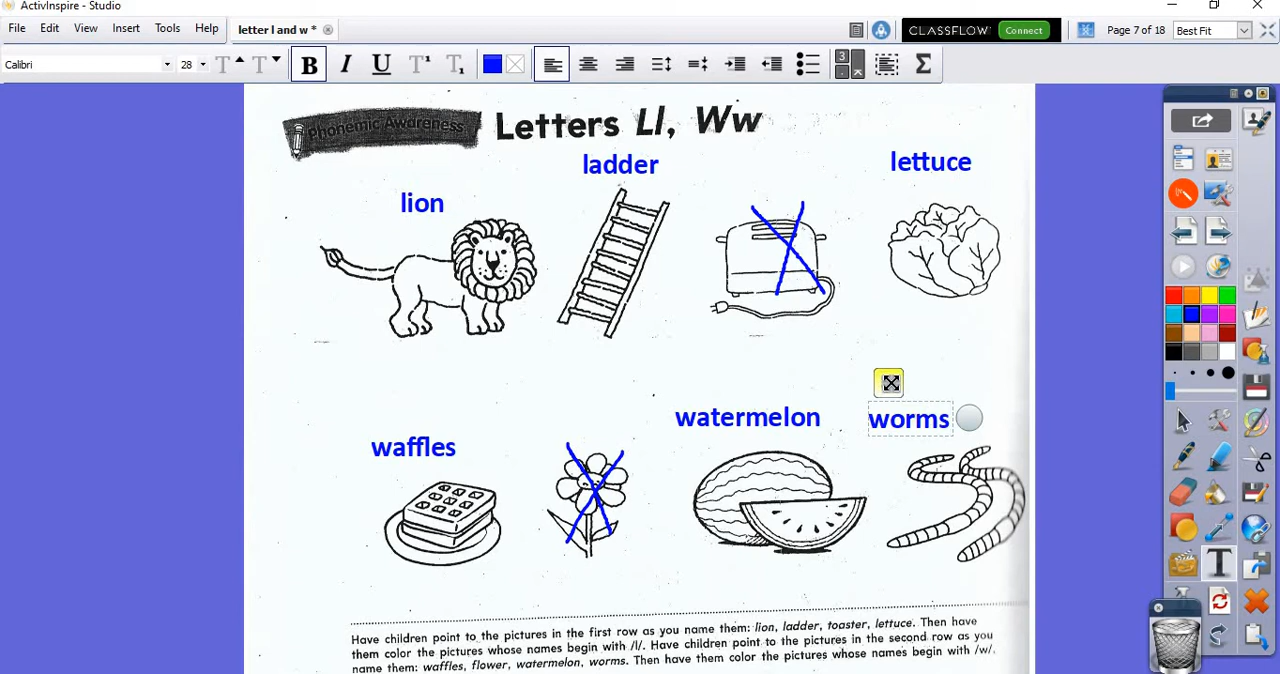 ActivInspire - Studio
File Edit View Insert Tools Help
letter l and w *
CLASSFLOW Connect
Page 7 of 18
Best Fit
Calibri
28
B I U
Phonemic Awareness
Letters Ll, Ww
lion
ladder
lettuce
waffles
watermelon
worms
Have children point to the pictures in the first row as you name them: lion, ladder, toaster, lettuce. Then have
them color the pictures whose names begin with /l/. Have children point to the pictures in the second row as you
name them: waffles, flower, watermelon, worms. Then have them color the pictures whose names begin with /w/.